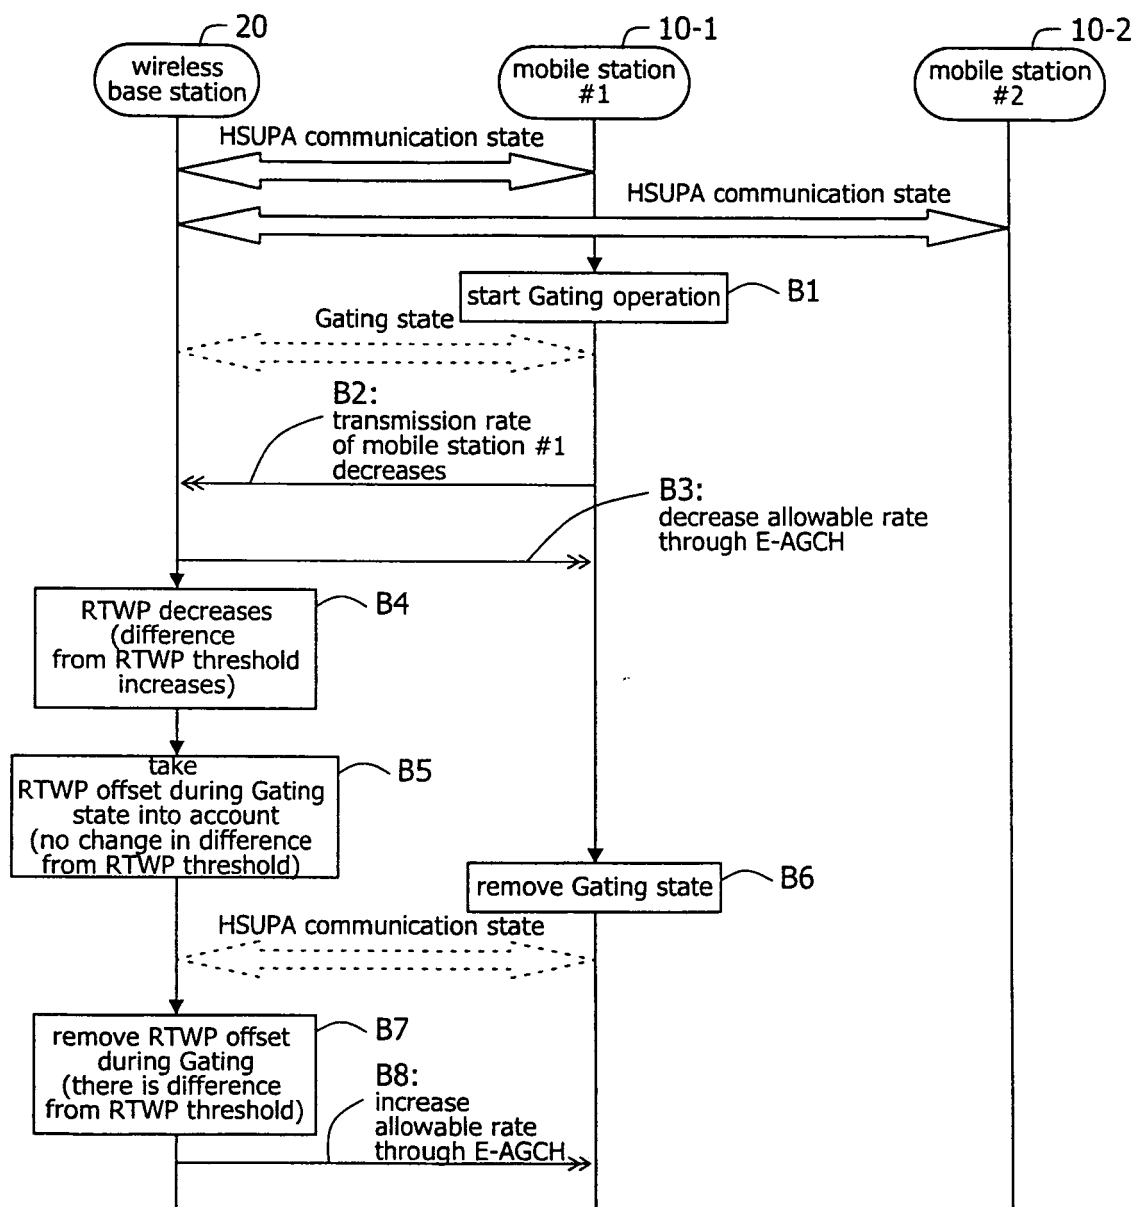 20
10-1
10-2
wireless
base station
mobile station
#1
mobile station
#2
HSUPA communication state
HSUPA communication state
start Gating operation
B1
Gating state
B2:
transmission rate
of mobile station #1
decreases
B3:
decrease allowable rate
through E-AGCH
RTWP decreases
(difference
from RTWP threshold
increases)
B4
take
RTWP offset during Gating
state into account
(no change in difference
from RTWP threshold)
B5
remove Gating state
B6
HSUPA communication state
remove RTWP offset
during Gating
(there is difference
from RTWP threshold)
B7
B8:
increase
allowable rate
through E-AGCH